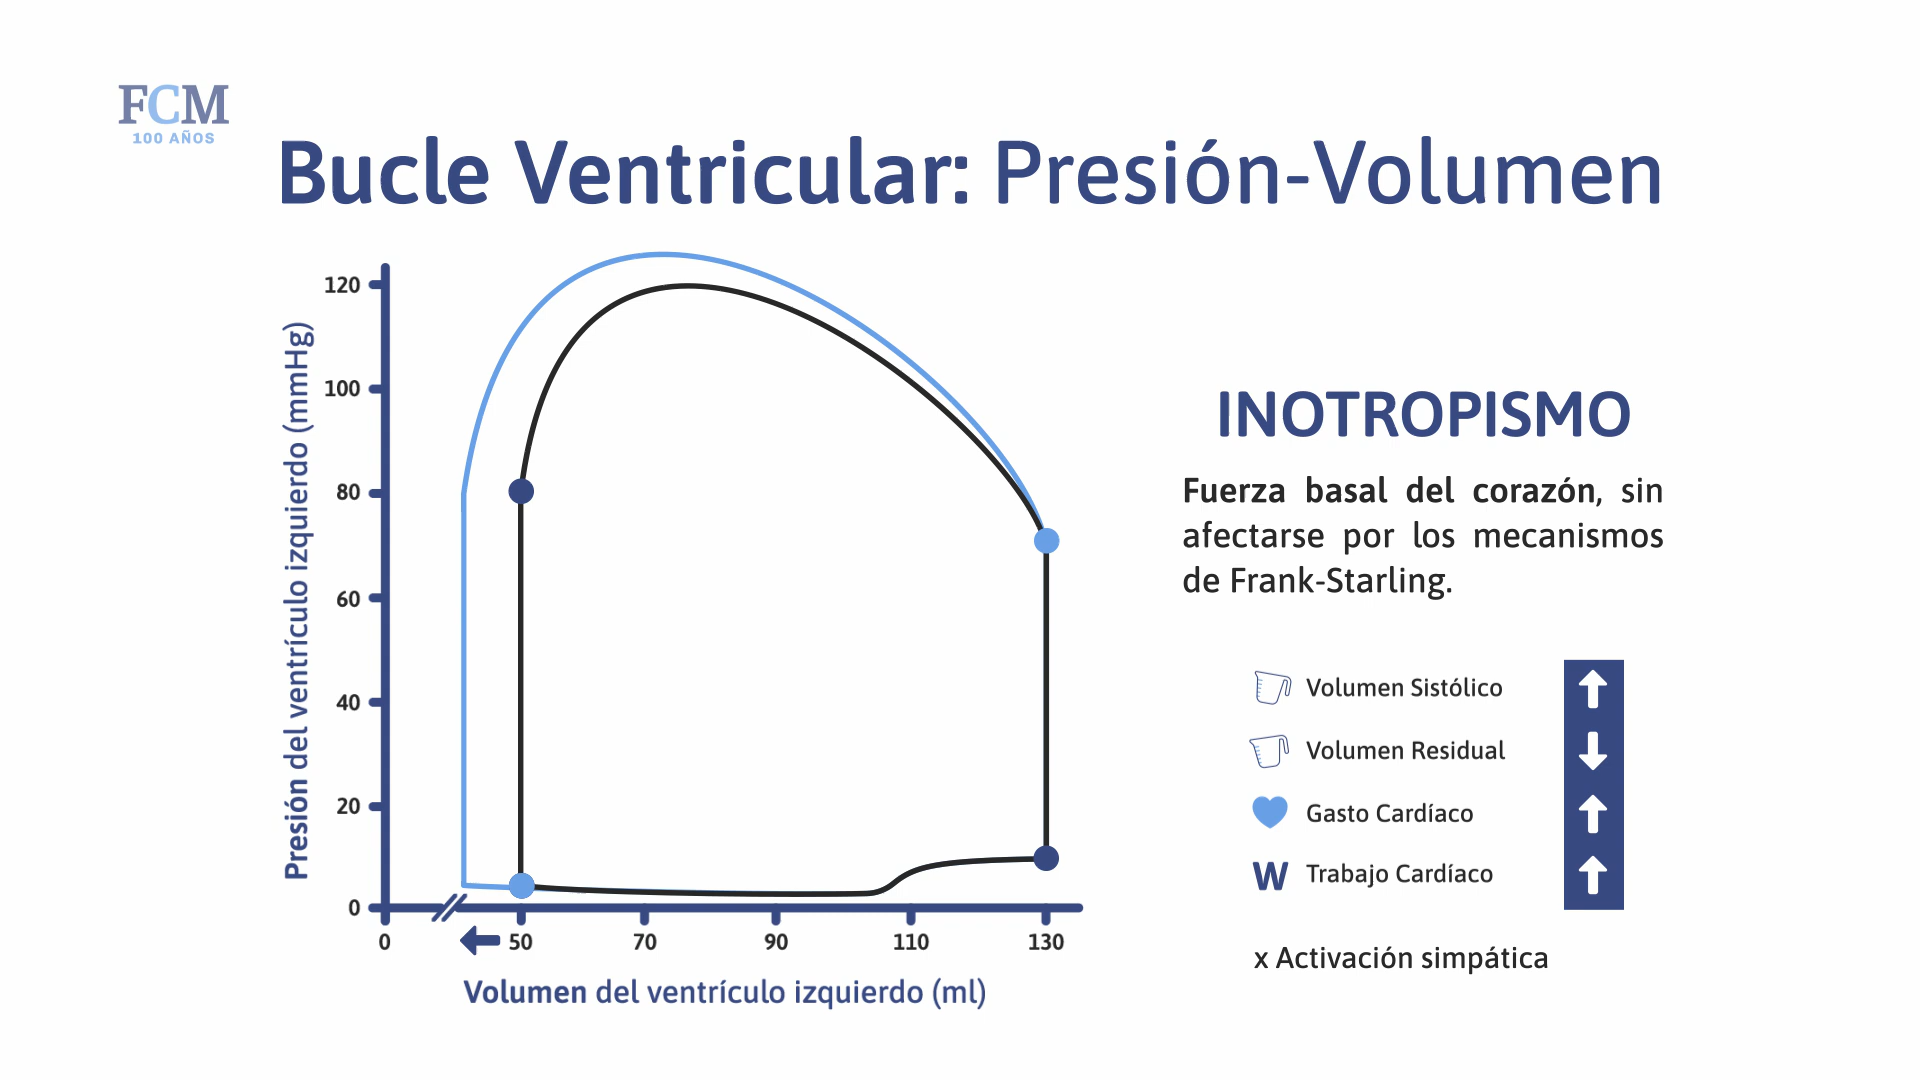 FCM
100 AÑOS
Bucle Ventricular: Presión-Volumen
Presión del ventrículo izquierdo (mmHg)
120
100
80
60
40
20
0
0
50
70
90
110
130
Volumen del ventrículo izquierdo (ml)
INOTROPISMO
Fuerza basal del corazón, sin
afectarse por los mecanismos
de Frank-Starling.
Volumen Sistólico
Volumen Residual
Gasto Cardíaco
W Trabajo Cardíaco
x Activación simpática